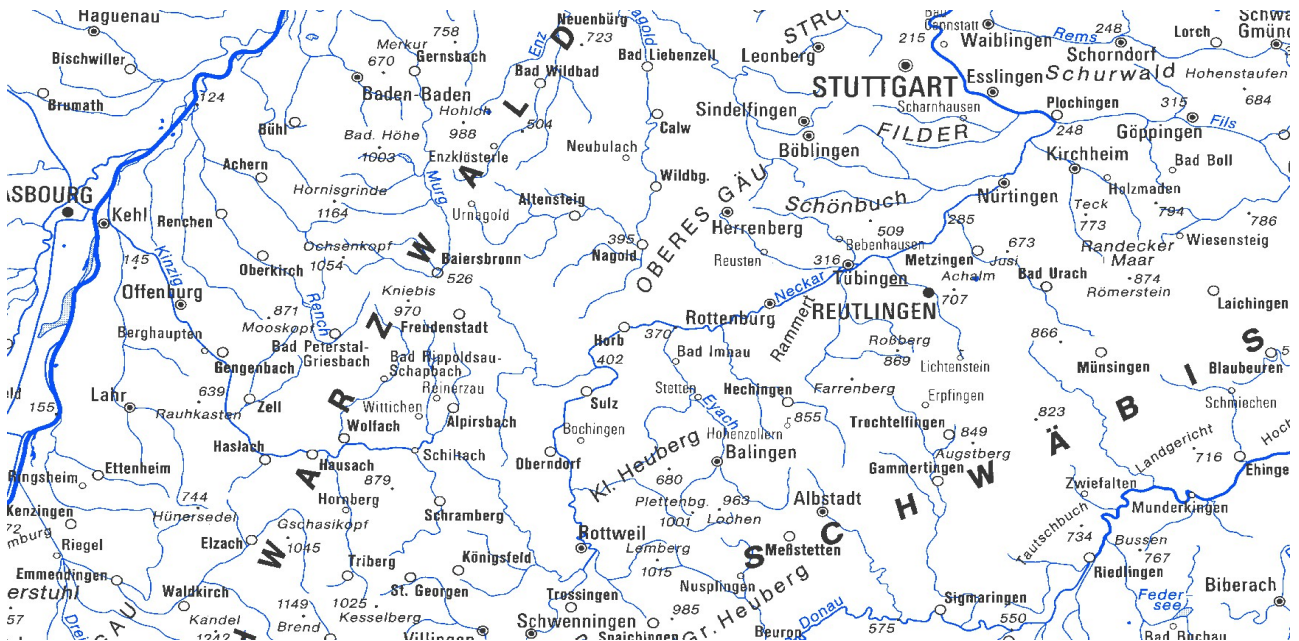 Haguenau
Bischwiller
Brumath
124
Merkur
670
758
Gernsbach
Baden-Baden
Neuenbürg
723
Enz
Bad Wildbad
Bad Liebenzell
Leonberg
215
STUTTGART
Waiblingen
Rems
248
Schorndorf
Lorch
Esslingen
Schurwald
Hohenstaufen
684
Bühl
Bad. Höhe
1003
Hohloh
988
504
Enzklösterle
Calw
Neubulach
Sindelfingen
Böblingen
Scharnhausen
FILDER
Plochingen
248
315
Göppingen
Fils
Achern
Hornisgrinde
1164
Murg
Urnagold
Altensteig
Wildbg.
Kirchheim
Bad Boll
Holzmaden
Nürtingen
Teck
773
794
786
ASBOURG
Kehl
Renchen
Ochsenkopf
1054
Baiersbronn
526
395
Nagold
OBERES GÄU
Herrenberg
Schönbuch
509
285
Bebenhausen
316
Reusten
Tübingen
Metzingen
673
Jusi
Achalm
707
Randecker
Maar
874
Römerstein
Wiesensteig
Bad Urach
Laichingen
145
Kinzig
Oberkirch
Offenburg
871
Mooskopf
Rench
Kniebis
970
Freudenstadt
Neckar
Rottenburg
Rammert
REUTLINGEN
Berghaupten
Gengenbach
Bad Peterstal-
Griesbach
Bad Rippoldsau-
Schapbach
Reinerzau
Horb
402
370
Bad Imnau
Roßberg
869
Lichtenstein
866
Münsingen
Blaubeuren
155
Lahr
639
Rauhkasten
Zell
Wittichen
Alpirsbach
Wolfach
Sulz
Stetten
Eyach
Hechingen
855
Farrenberg
Erpfingen
Trochtelfingen
823
Schmiechen
Bochingen
Hohenzollern
Haslach
Hausach
Schiltach
Oberndorf
Kl. Heuberg
Balingen
849
Augstberg
Landgericht
716
Ehinge
Ringsheim
Ettenheim
744
Hünersedel
Hornberg
879
Schramberg
680
Plettenbg.
1001
963
Lochen
Albstadt
Gammertingen
Zwiefalten
Munderkingen
Kenzingen
Riegel
Elzach
Gschasikopf
1045
Triberg
Königsfeld
St. Georgen
Rottweil
Lemberg
1015
Meßstetten
Nusplingen
Gr. Heuberg
734
Bussen
767
Riedlingen
Biberach
Feder-
see
Emmendingen
erstuhl
Waldkirch
Kandel
1149
Brend
1025
Kesselberg
Trossingen
Schwenningen
985
Donau
575
Sigmaringen
550
SCHWÄBIS
WARZWALD